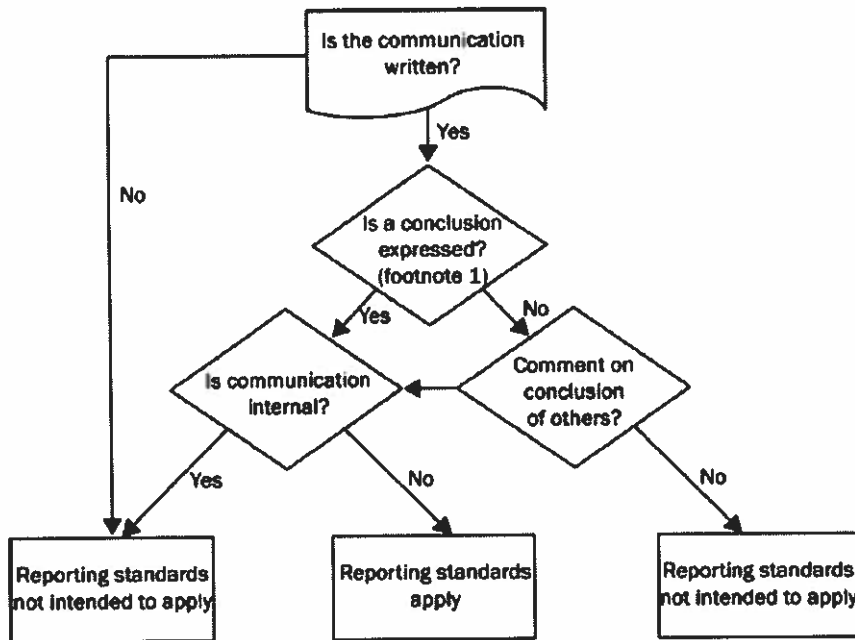 Is the communication
written?
Yes
No
Is a conclusion
expressed?
(footnote 1)
Yes
No
Is communication
internal?
Comment on
conclusion
of others?
Yes
No
No
Reporting standards
not intended to apply
Reporting standards
apply
Reporting standards
not intended to apply